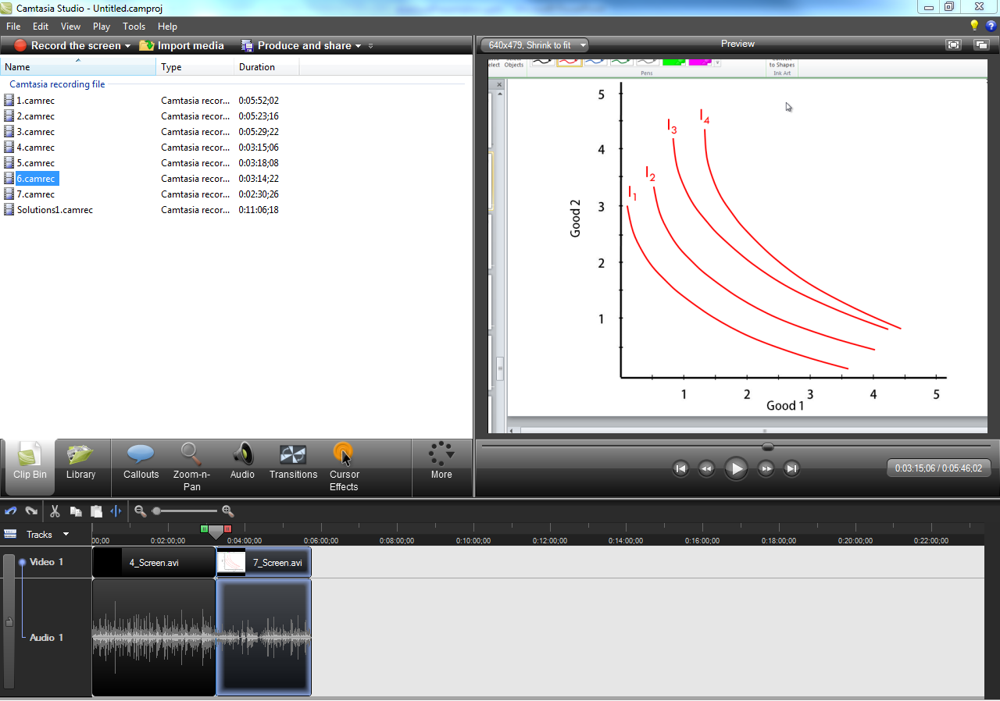 Camtasia Studio - Untitled.camproj
File Edit View Play Tools Help
Record the screen Import media Produce and share
Name Type Duration
Camtasia recording file
1.camrec Camtasia recor... 0:05:52;02
2.camrec Camtasia recor... 0:05:23;16
3.camrec Camtasia recor... 0:05:29;22
4.camrec Camtasia recor... 0:03:15;06
5.camrec Camtasia recor... 0:03:18;08
6.camrec Camtasia recor... 0:03:14;22
7.camrec Camtasia recor... 0:02:30;26
Solutions1.camrec Camtasia recor... 0:11:06;18
640x479, Shrink to fit Preview
Objects to Shapes
Pens Ink Art
5
I4
I3
4
I2
I1
3
Good 2
2
1
1 2 3 4 5
Good 1
Clip Bin Library Callouts Zoom-n-Pan Audio Transitions Cursor Effects More
0:03:15;06 / 0:05:46;02
Tracks
00;00 0:02:00;00 0:04:00;00 0:06:00;00 0:08:00;00 0:10:00;00 0:12:00;00 0:14:00;00 0:16:00;00 0:18:00;00 0:20:00;00 0:22:00;00
Video 1 4_Screen.avi 7_Screen.avi
Audio 1